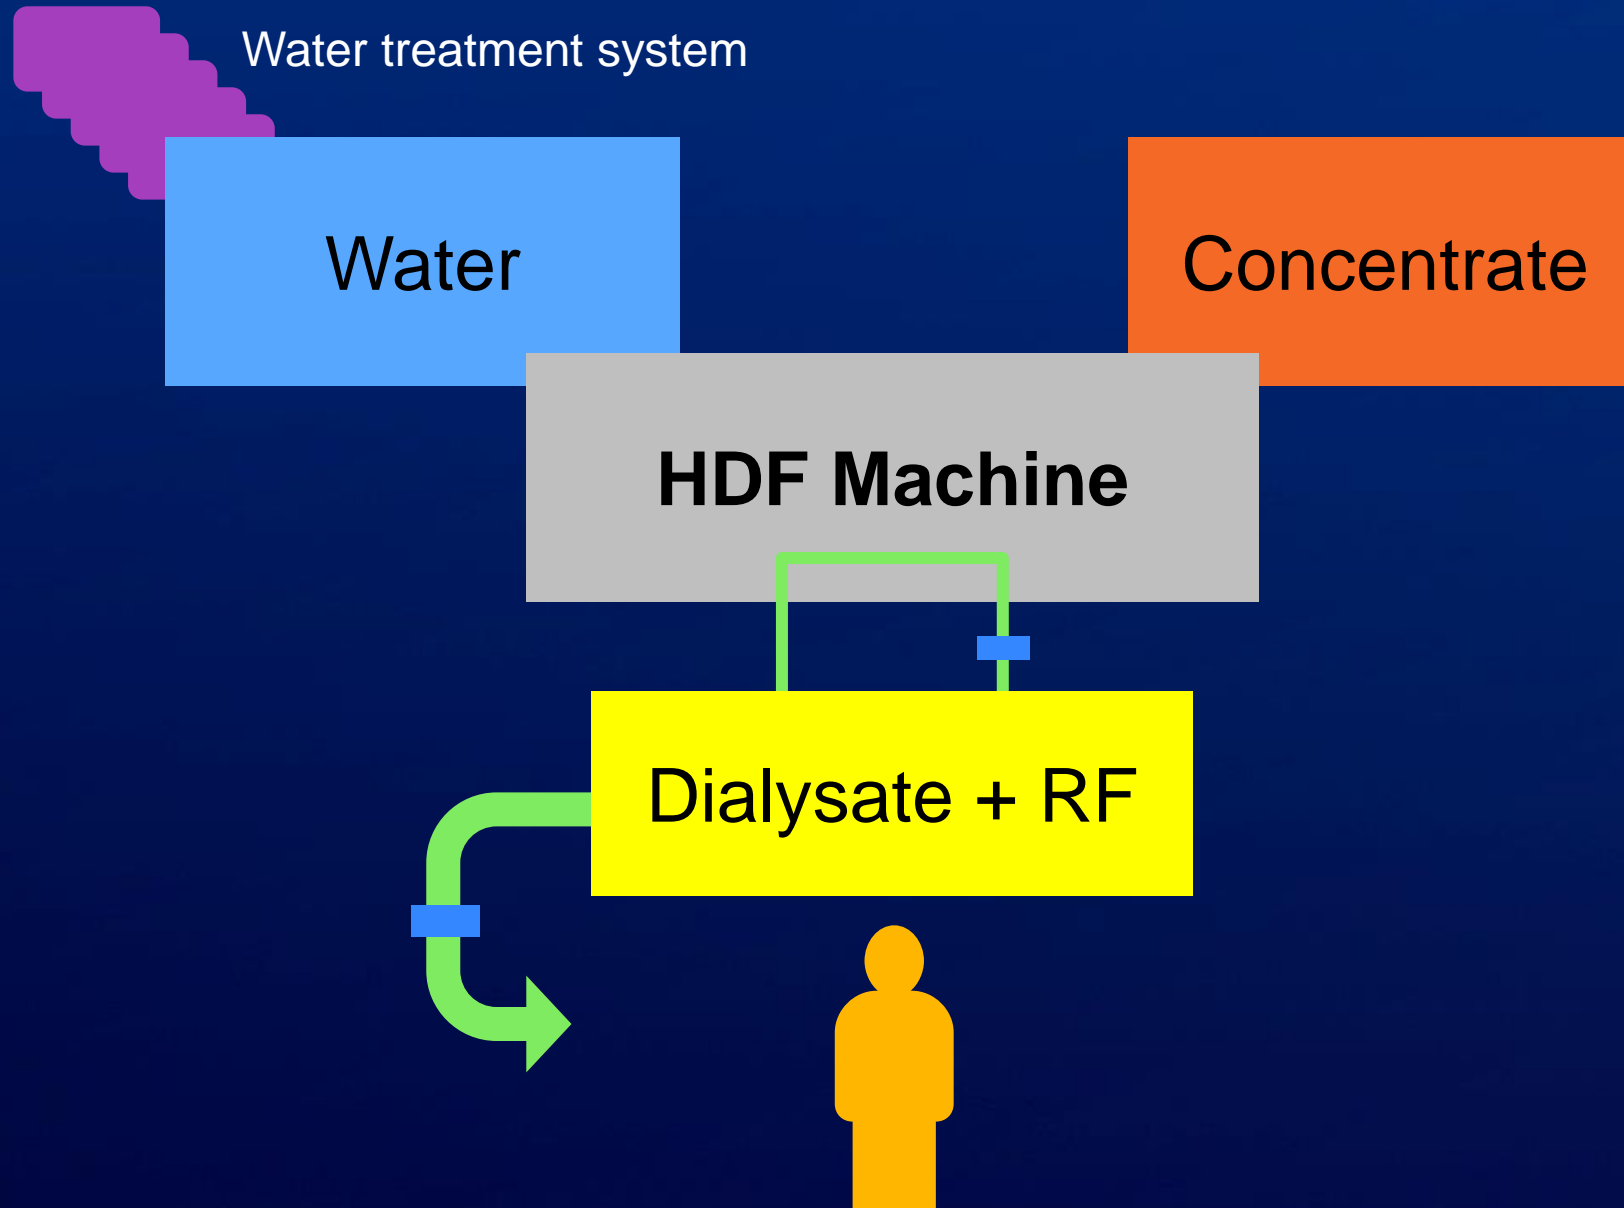 Water treatment system
Water
Concentrate
HDF Machine
Dialysate + RF